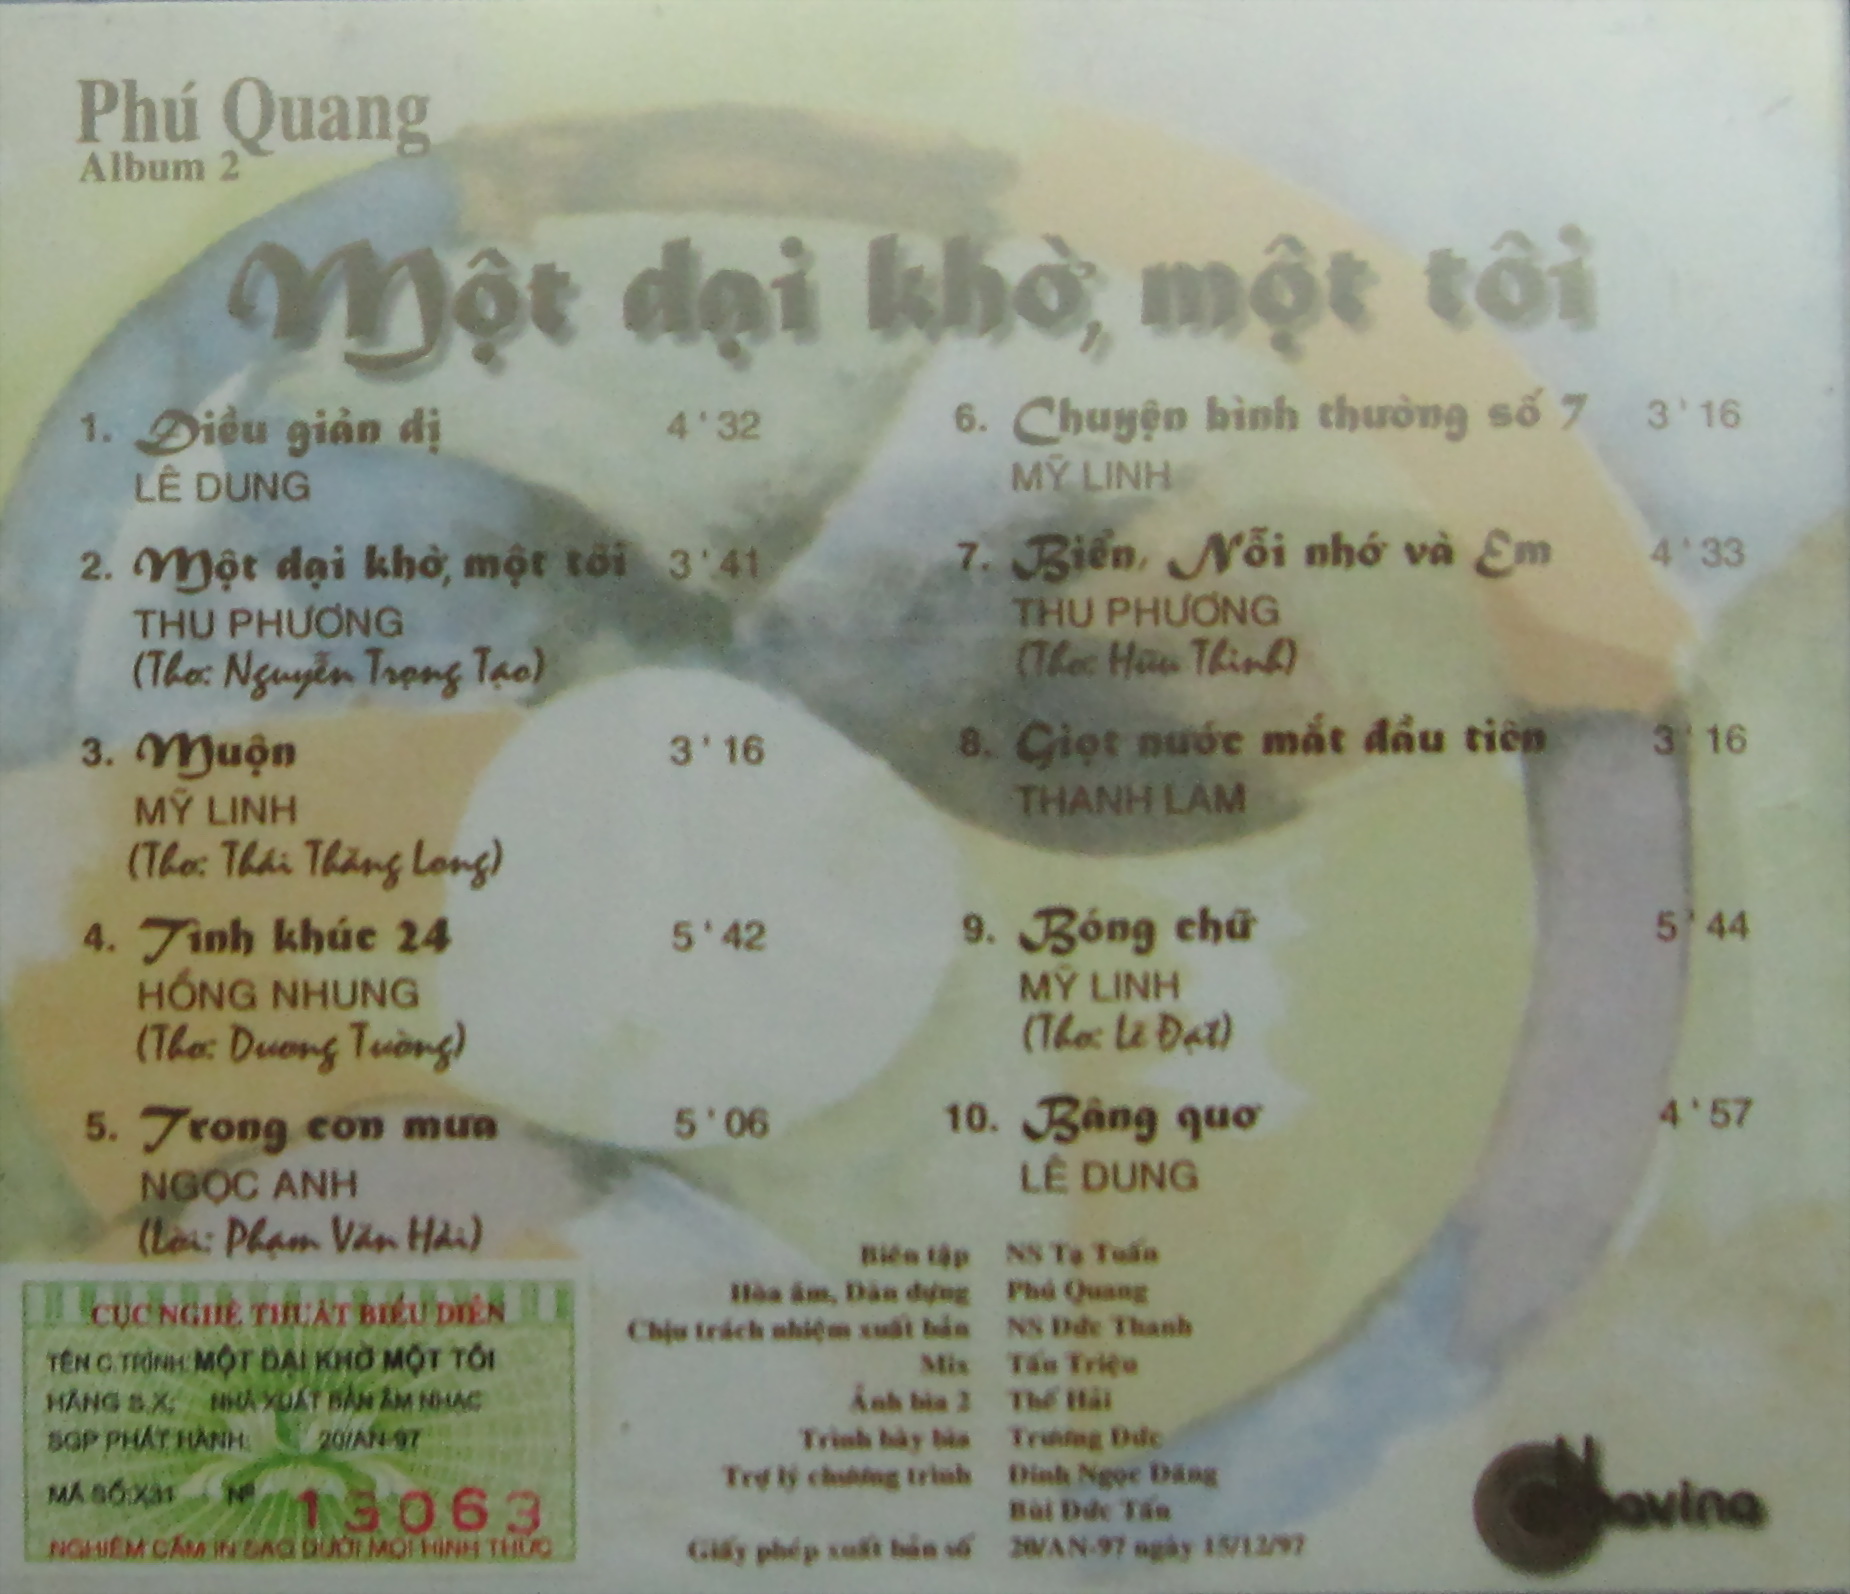 Phú Quang
Album 2
Một dại khờ, một tôi
1. Điều giản dị 4'32
LÊ DUNG
2. Một dại khờ, một tôi 3'41
THU PHƯƠNG
(Thơ: Nguyễn Trọng Tạo)
3. Muộn 3'16
MỸ LINH
(Thơ: Thái Thăng Long)
4. Tình khúc 24 5'42
HỒNG NHUNG
(Thơ: Dương Tường)
5. Trong cơn mưa 5'06
NGỌC ANH
(Lời: Phạm Văn Hải)
6. Chuyện bình thường số 7 3'16
MỸ LINH
7. Biển, Nỗi nhớ và Em 4'33
THU PHƯƠNG
(Thơ: Hữu Thỉnh)
8. Giọt nước mắt đầu tiên 3'16
THANH LAM
9. Bóng chữ 5'44
MỸ LINH
(Thơ: Lê Đạt)
10. Bâng quơ 4'57
LÊ DUNG
Biên tập NS Tạ Tuấn
Hòa âm, Dàn dựng Phú Quang
Chịu trách nhiệm xuất bản NS Đức Thanh
Mix Tấn Triệu
Ảnh bìa 2 Thế Hải
Trình bày bìa Trương Đức
Trợ lý chương trình Đinh Ngọc Đăng
Bùi Đức Tấn
Giấy phép xuất bản số 20/AN-97 ngày 15/12/97
CỤC NGHỆ THUẬT BIỂU DIỄN
TÊN C.TRÌNH: MỘT DẠI KHỜ MỘT TÔI
HÃNG S.X: NHÀ XUẤT BẢN ÂM NHẠC
SGP PHÁT HÀNH: 20/AN-97
MÃ SỐ:X31 Nº 13063
NGHIÊM CẤM IN SAO DƯỚI MỌI HÌNH THỨC